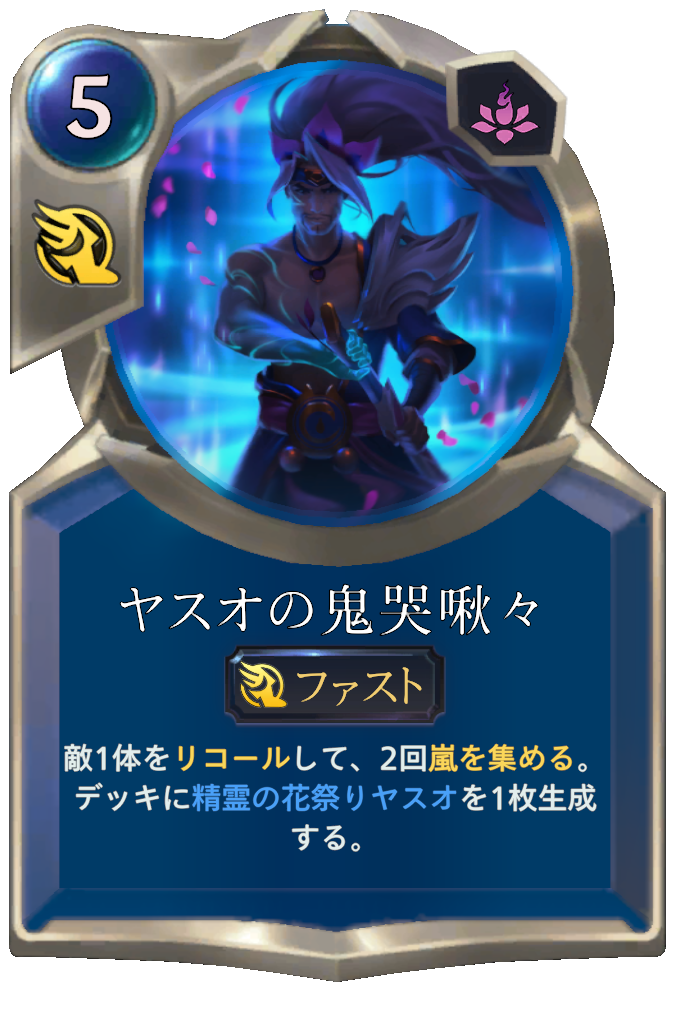 5
ヤスオの鬼哭啾々
ファスト
敵1体をリコールして、2回嵐を集める。
デッキに精霊の花祭りヤスオを1枚生成
する。